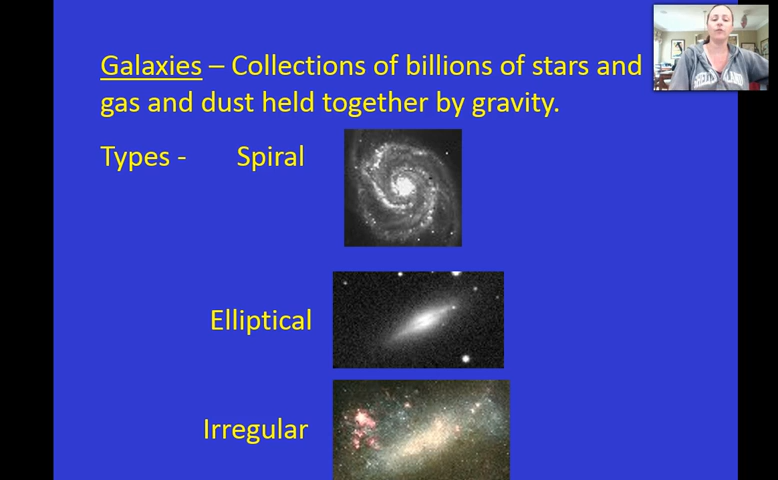 Galaxies – Collections of billions of stars and
gas and dust held together by gravity.
Types - Spiral
Elliptical
Irregular